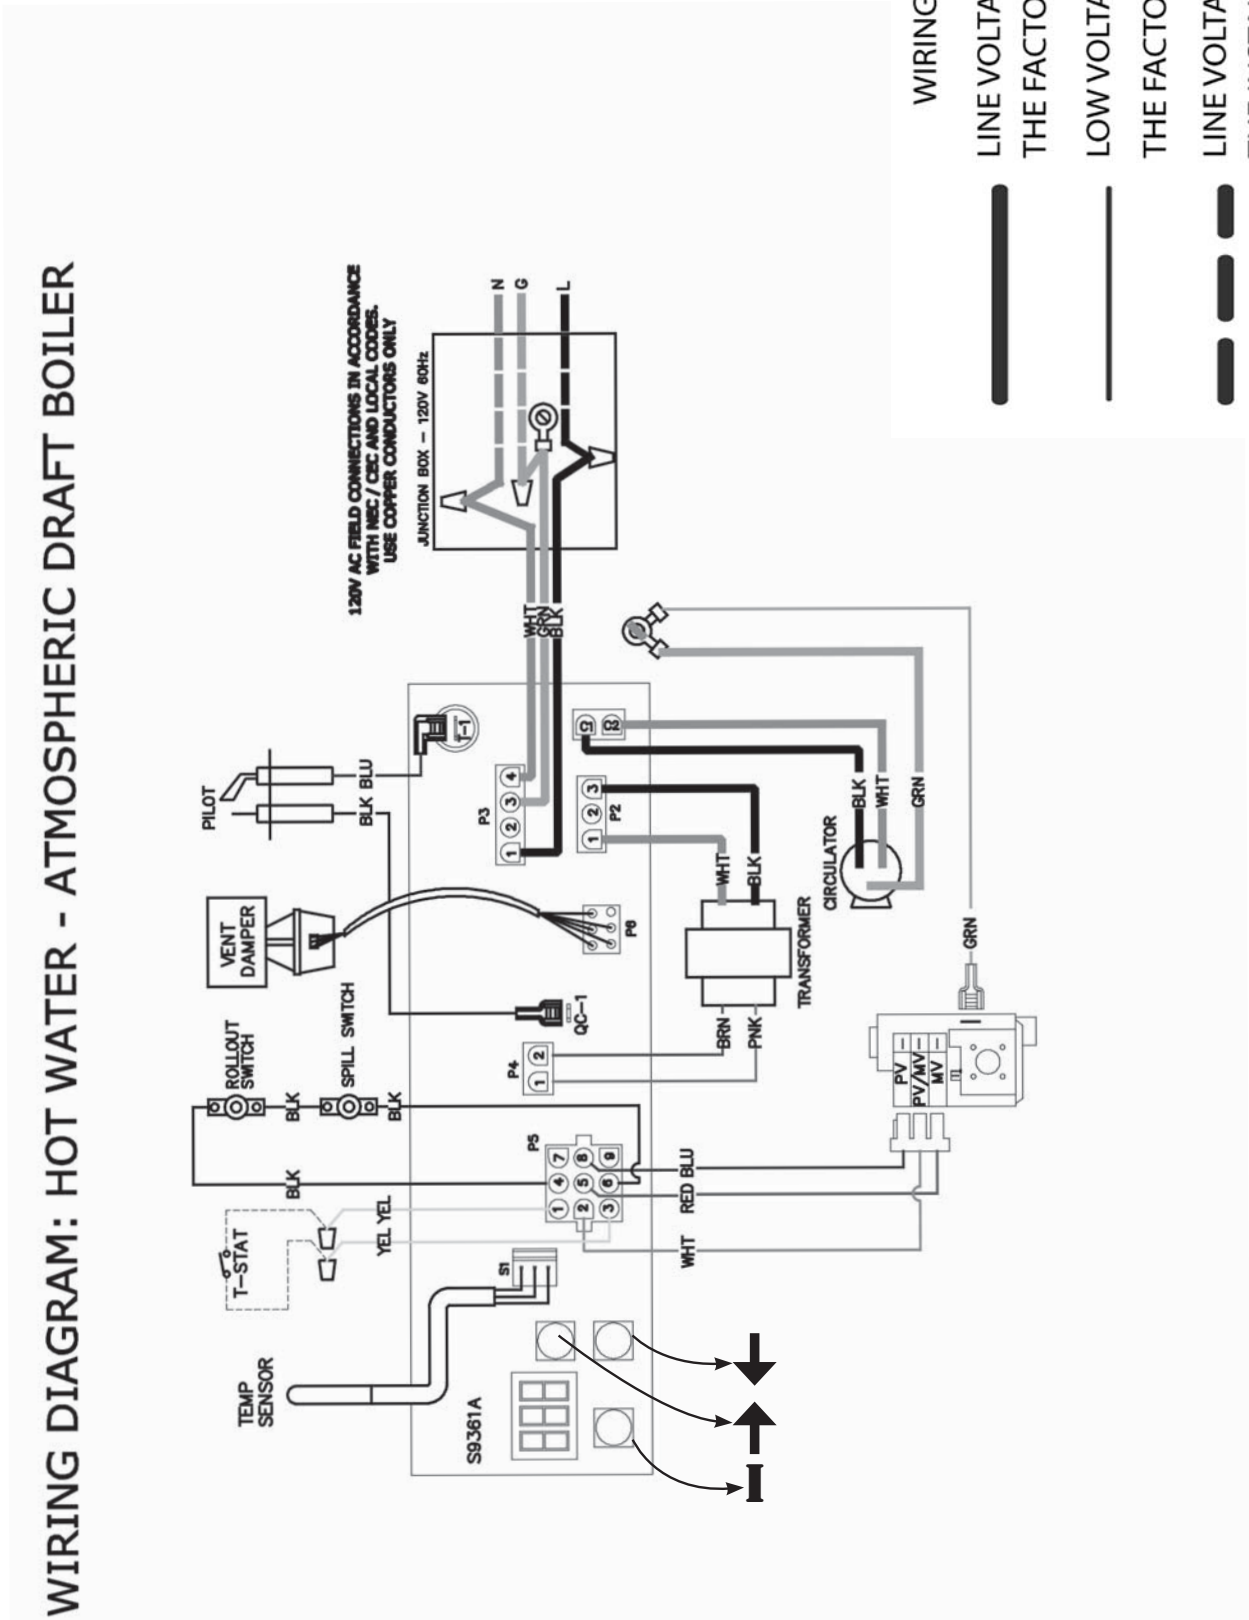 WIRING DIAGRAM: HOT WATER - ATMOSPHERIC DRAFT BOILER
120V AC FIELD CONNECTIONS IN ACCORDANCE
WITH NEC / CEC AND LOCAL CODES.
USE COPPER CONDUCTORS ONLY
JUNCTION BOX – 120V 60Hz
N
G
L
WHT
GRN
BLK
PILOT
BLK
BLU
T-1
VENT
DAMPER
ROLLOUT
SWITCH
SPILL SWITCH
BLK
BLK
BLK
T-STAT
YEL
YEL
TEMP
SENSOR
S9361A
S1
P5
1
2
3
4
5
6
7
8
9
P4
1
2
QC-1
P6
P3
1
2
3
4
P2
1
2
3
C1
C2
WHT
RED
BLU
BRN
PNK
TRANSFORMER
WHT
BLK
CIRCULATOR
BLK
WHT
GRN
GRN
PV
PV/MV
MV
I
WIRING
LINE VOLTA
THE FACTO
LOW VOLTA
THE FACTO
LINE VOLTA